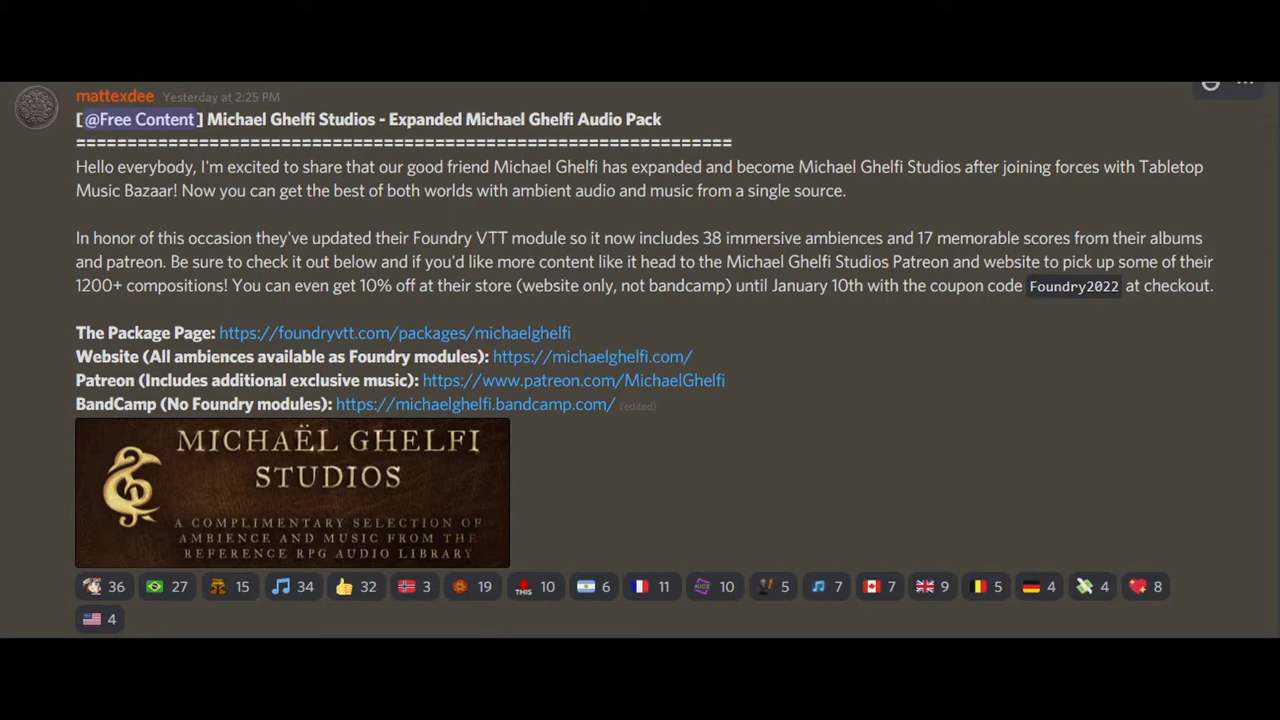 mattexdee Yesterday at 2:25 PM
[ @Free Content ] Michael Ghelfi Studios - Expanded Michael Ghelfi Audio Pack
================================================================
Hello everybody, I'm excited to share that our good friend Michael Ghelfi has expanded and become Michael Ghelfi Studios after joining forces with Tabletop
Music Bazaar! Now you can get the best of both worlds with ambient audio and music from a single source.
In honor of this occasion they've updated their Foundry VTT module so it now includes 38 immersive ambiences and 17 memorable scores from their albums
and patreon. Be sure to check it out below and if you'd like more content like it head to the Michael Ghelfi Studios Patreon and website to pick up some of their
1200+ compositions! You can even get 10% off at their store (website only, not bandcamp) until January 10th with the coupon code Foundry2022 at checkout.
The Package Page: https://foundryvtt.com/packages/michaelghelfi
Website (All ambiences available as Foundry modules): https://michaelghelfi.com/
Patreon (Includes additional exclusive music): https://www.patreon.com/MichaelGhelfi
BandCamp (No Foundry modules): https://michaelghelfi.bandcamp.com/ (edited)
MICHAËL GHELFI
STUDIOS
A COMPLIMENTARY SELECTION OF
AMBIENCE AND MUSIC FROM THE
REFERENCE RPG AUDIO LIBRARY
36 27 15 34 32 3 19 THIS 10 6 11 NICE 10 5 7 7 9 5 4 4 8
4